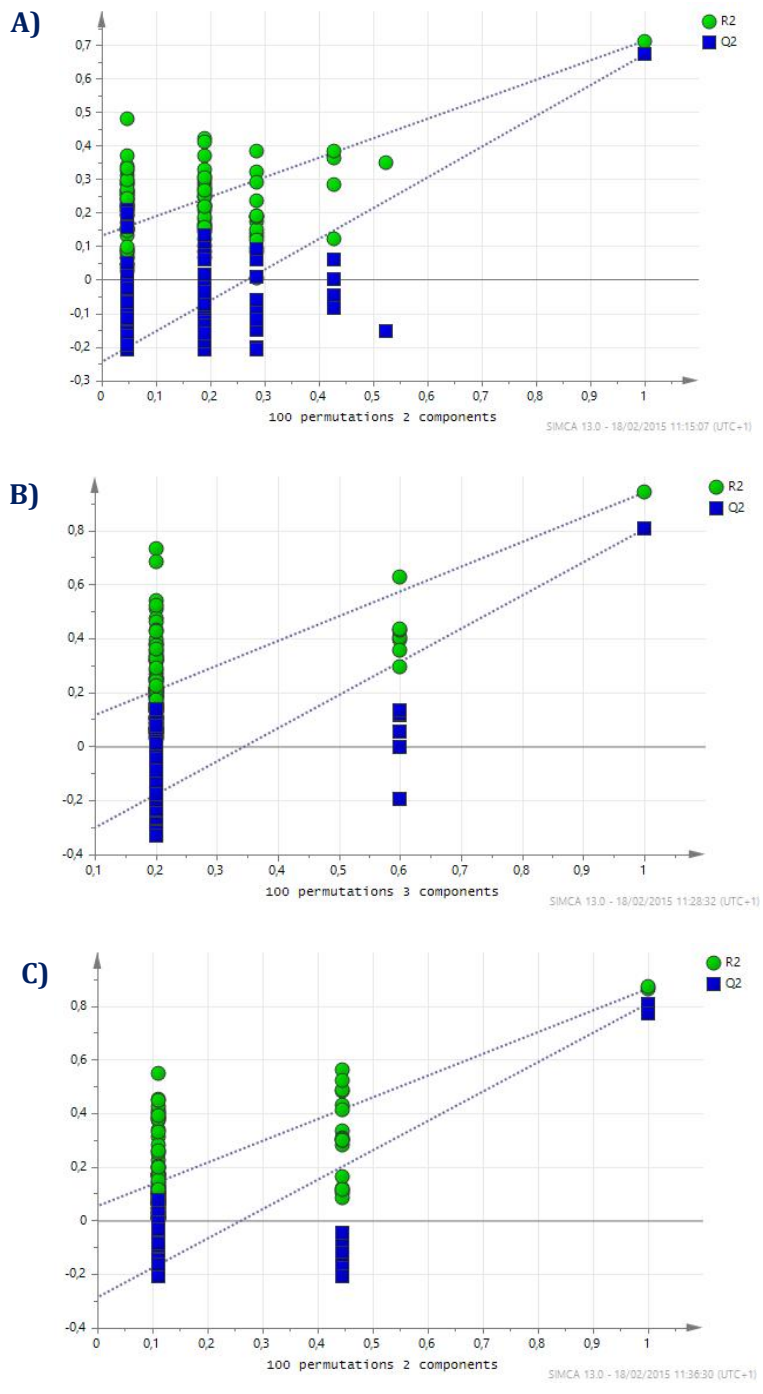 A)
R2
Q2
0,7
0,6
0,5
0,4
0,3
0,2
0,1
0
-0,1
-0,2
-0,3
0 0,1 0,2 0,3 0,4 0,5 0,6 0,7 0,8 0,9 1
100 permutations 2 components
SIMCA 13.0 - 18/02/2015 11:15:07 (UTC+1)
B)
R2
Q2
0,8
0,6
0,4
0,2
0
-0,2
-0,4
0,1 0,2 0,3 0,4 0,5 0,6 0,7 0,8 0,9 1
100 permutations 3 components
SIMCA 13.0 - 18/02/2015 11:28:32 (UTC+1)
C)
R2
Q2
0,8
0,6
0,4
0,2
0
-0,2
-0,4
0 0,1 0,2 0,3 0,4 0,5 0,6 0,7 0,8 0,9 1
100 permutations 2 components
SIMCA 13.0 - 18/02/2015 11:36:30 (UTC+1)